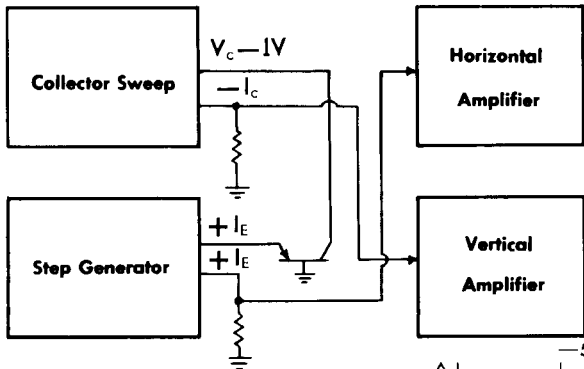 V_c — 1V
Collector Sweep
— I_c
Horizontal
Amplifier
+ I_E
+ I_E
Step Generator
Vertical
Amplifier